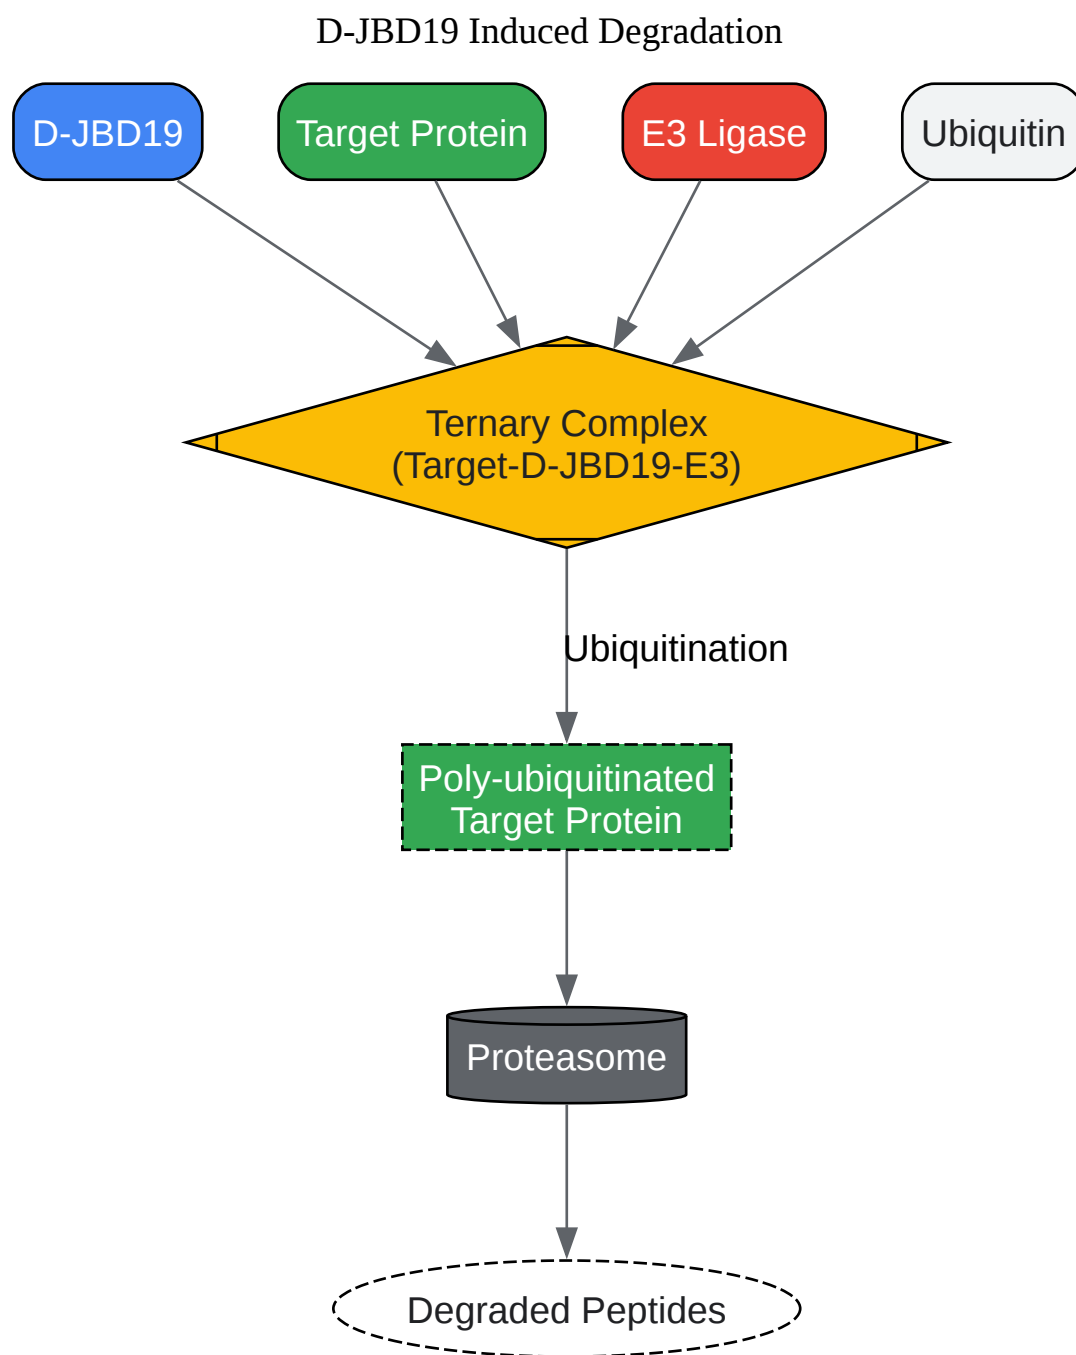 D-JBD19 Induced Degradation
D-JBD19
Target Protein
E3 Ligase
Ubiquitin
Ternary Complex
(Target-D-JBD19-E3)
Ubiquitination
Poly-ubiquitinated
Target Protein
Proteasome
Degraded Peptides